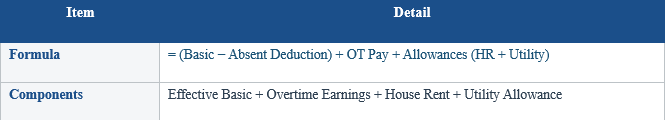 Item Detail
Formula = (Basic − Absent Deduction) + OT Pay + Allowances (HR + Utility)
Components Effective Basic + Overtime Earnings + House Rent + Utility Allowance